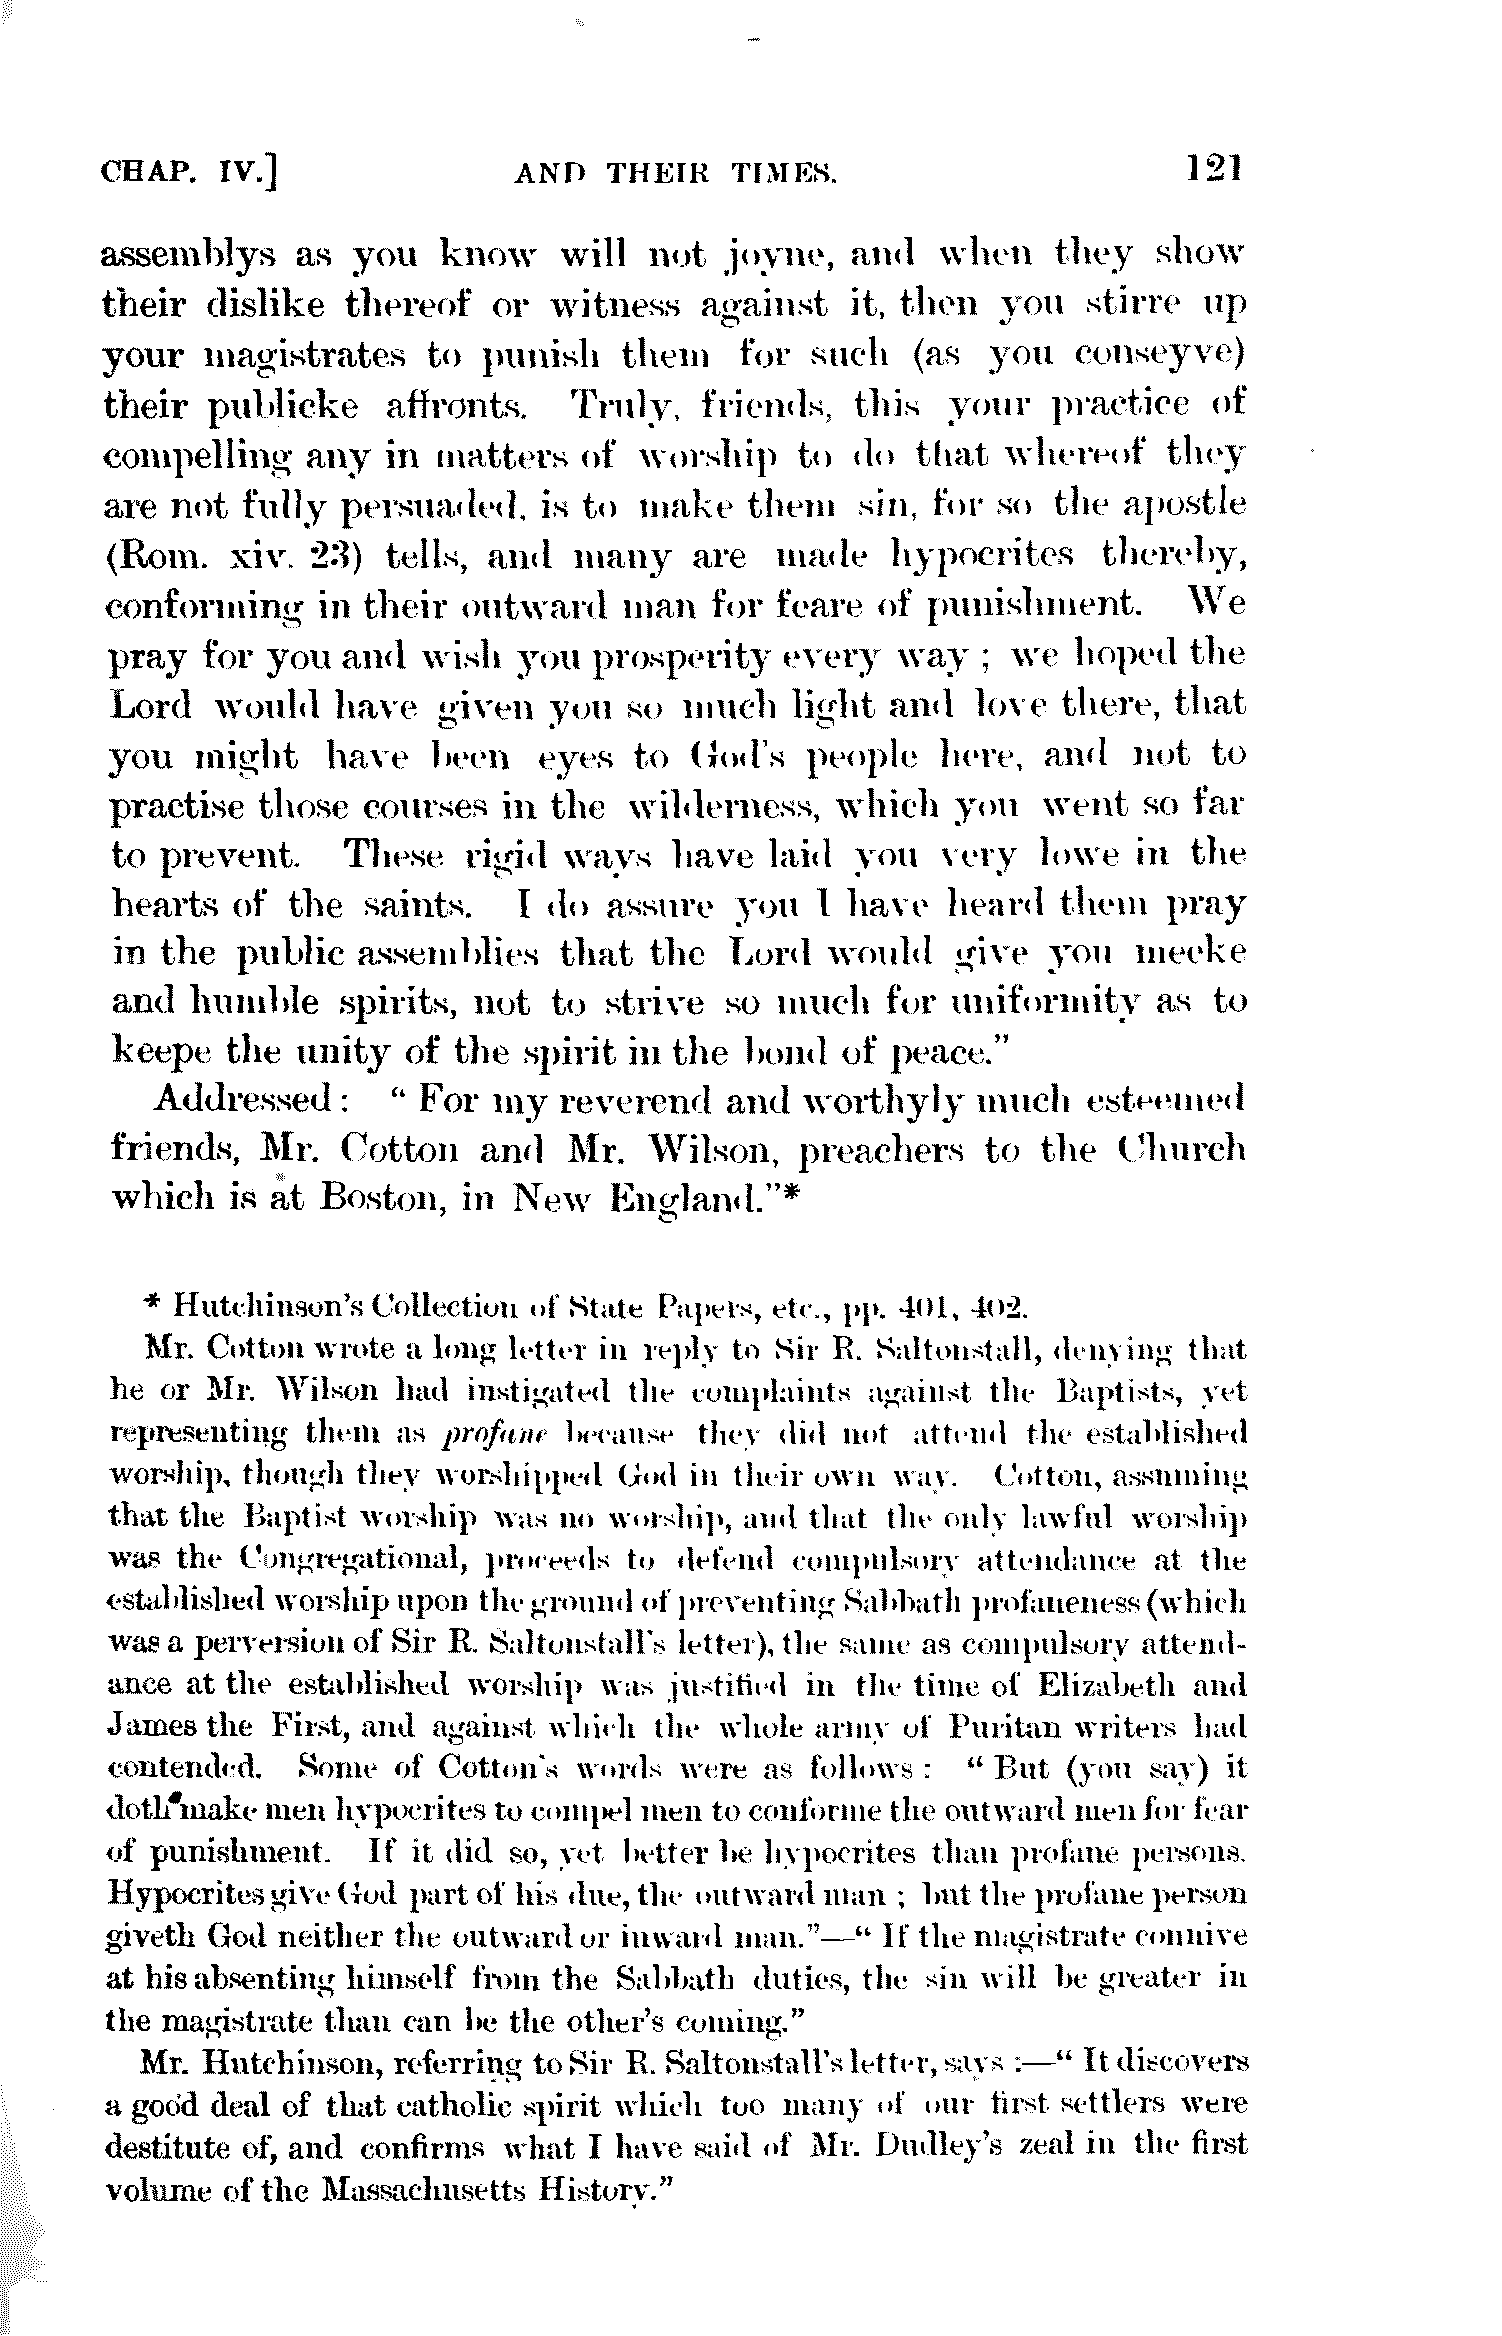 CHAP. IV.] AND THEIR TIMES. 121
assemblys as you know will not joyne, and when they show
their dislike thereof or witness against it, then you stirre up
your magistrates to punish them for such (as you conseyve)
their publicke affronts. Truly, friends, this your practice of
compelling any in matters of worship to do that whereof they
are not fully persuaded, is to make them sin, for so the apostle
(Rom. xiv. 23) tells, and many are made hypocrites thereby,
conforming in their outward man for feare of punishment. We
pray for you and wish you prosperity every way ; we hoped the
Lord would have given you so much light and love there, that
you might have been eyes to God's people here, and not to
practise those courses in the wilderness, which you went so far
to prevent. These rigid ways have laid you very lowe in the
hearts of the saints. I do assure you I have heard them pray
in the public assemblies that the Lord would give you meeke
and humble spirits, not to strive so much for uniformity as to
keepe the unity of the spirit in the bond of peace."
Addressed : " For my reverend and worthyly much esteemed
friends, Mr. Cotton and Mr. Wilson, preachers to the Church
which is at Boston, in New England."*
* Hutchinson's Collection of State Papers, etc., pp. 401, 402.
Mr. Cotton wrote a long letter in reply to Sir R. Saltonstall, denying that
he or Mr. Wilson had instigated the complaints against the Baptists, yet
representing them as profane because they did not attend the established
worship, though they worshipped God in their own way. Cotton, assuming
that the Baptist worship was no worship, and that the only lawful worship
was the Congregational, proceeds to defend compulsory attendance at the
established worship upon the ground of preventing Sabbath profaneness (which
was a perversion of Sir R. Saltonstall's letter), the same as compulsory attend-
ance at the established worship was justified in the time of Elizabeth and
James the First, and against which the whole army of Puritan writers had
contended. Some of Cotton's words were as follows : " But (you say) it
doth make men hypocrites to compel men to conforme the outward men for fear
of punishment. If it did so, yet better be hypocrites than profane persons.
Hypocrites give God part of his due, the outward man ; but the profane person
giveth God neither the outward or inward man."—" If the magistrate connive
at his absenting himself from the Sabbath duties, the sin will be greater in
the magistrate than can be the other's coming."
Mr. Hutchinson, referring to Sir R. Saltonstall's letter, says :—" It discovers
a good deal of that catholic spirit which too many of our first settlers were
destitute of, and confirms what I have said of Mr. Dudley's zeal in the first
volume of the Massachusetts History."